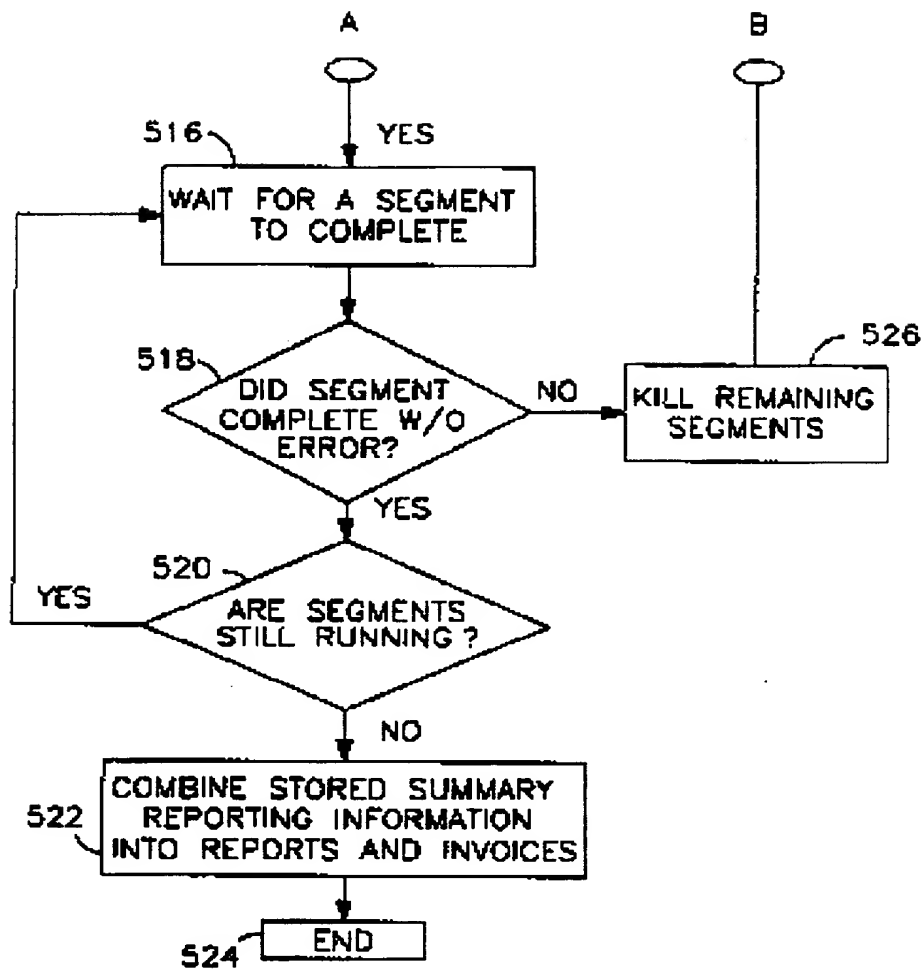 A
B
516
YES
WAIT FOR A SEGMENT
TO COMPLETE
518
DID SEGMENT
COMPLETE W/O
ERROR?
NO
526
KILL REMAINING
SEGMENTS
YES
520
YES
ARE SEGMENTS
STILL RUNNING?
NO
522
COMBINE STORED SUMMARY
REPORTING INFORMATION
INTO REPORTS AND INVOICES
524
END